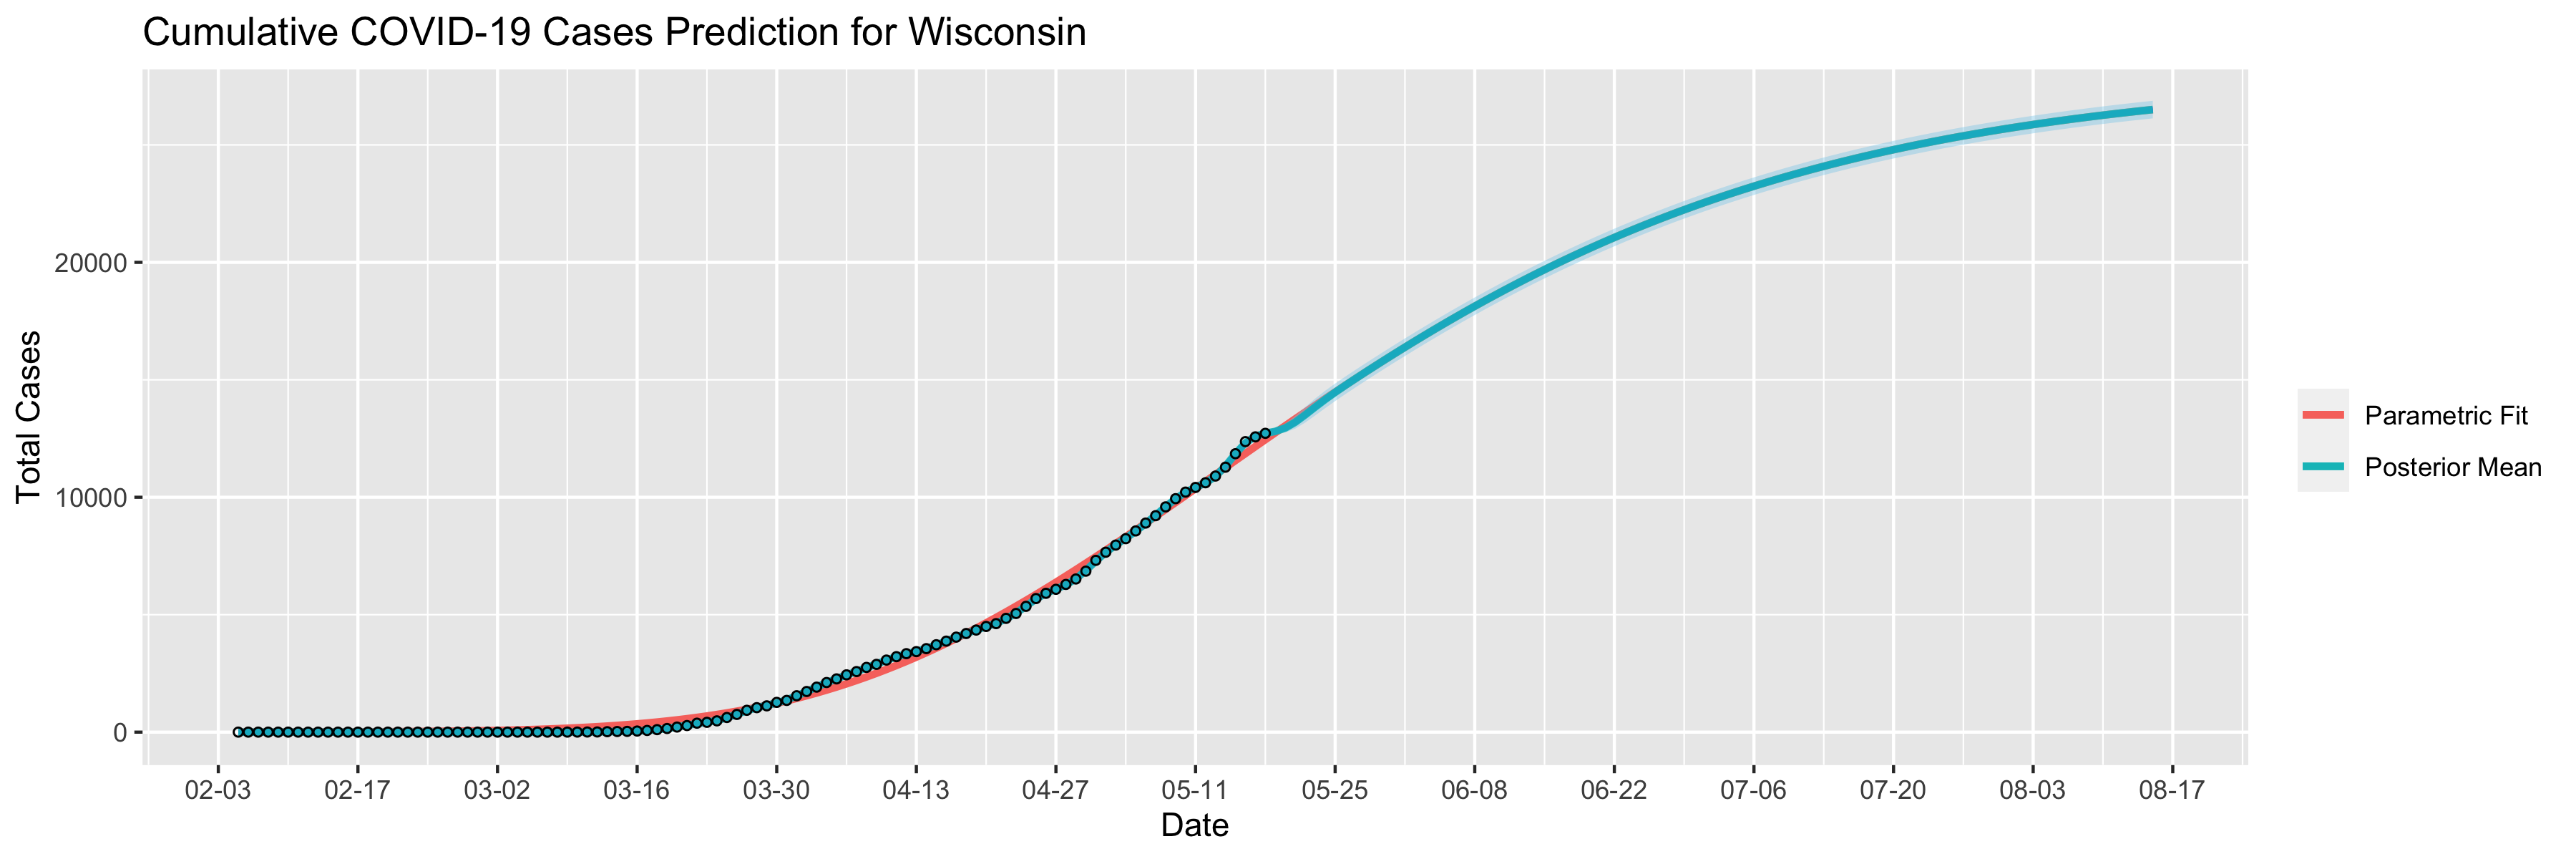 Cumulative COVID-19 Cases Prediction for Wisconsin
Total Cases
20000
10000
0
02-03 02-17 03-02 03-16 03-30 04-13 04-27 05-11 05-25 06-08 06-22 07-06 07-20 08-03 08-17
Date
Parametric Fit
Posterior Mean